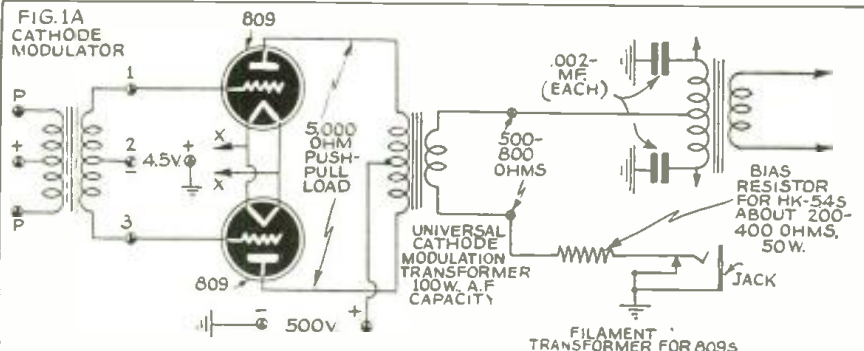 FIG. 1A
CATHODE
MODULATOR
809
P
+
P
1
2
3
+
4.5V.
-
X
X
809
5,000
OHM
PUSH-
PULL
LOAD
-
500V.
+
UNIVERSAL
CATHODE
MODULATION
TRANSFORMER
100W. A.F
CAPACITY
500-
800
OHMS
.002-
MF.
(EACH)
BIAS
RESISTOR
FOR HK-54S
ABOUT 200-
400 OHMS,
50W.
JACK
FILAMENT
TRANSFORMER FOR 809S